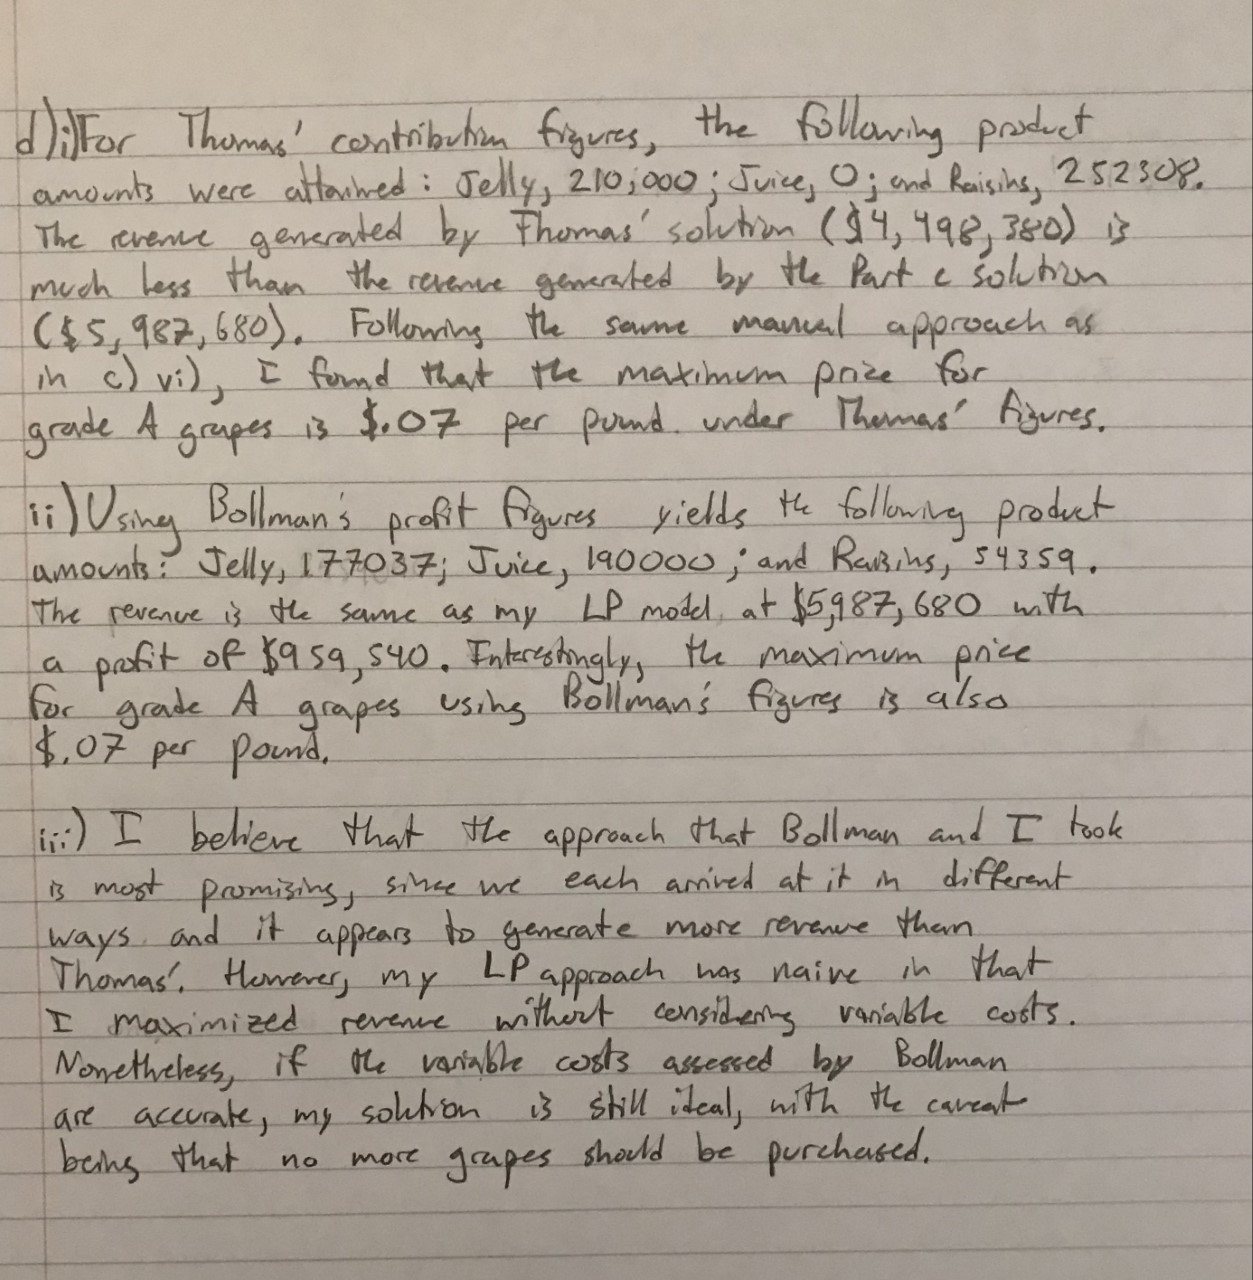 d)i)For Thomas' contribution figures, the following product
amounts were attained: Jelly, 210,000; Juice, 0; and Raisins, 252308.
The revenue generated by Thomas' solution ($4,498,380) is
much less than the revenue generated by the Part c solution
($5,987,680). Following the same manual approach as
in c) vi), I found that the maximum price for
grade A grapes is $.07 per pound under Thomas' figures.
ii) Using Bollman's profit figures yields the following product
amounts: Jelly, 177037; Juice, 190000; and Raisins, 54359.
The revenue is the same as my LP model at $5,987,680 with
a profit of $959,540. Interestingly, the maximum price
for grade A grapes using Bollman's figures is also
$.07 per pound.
iii) I believe that the approach that Bollman and I took
is most promising, since we each arrived at it in different
ways and it appears to generate more revenue than
Thomas'. However, my LP approach was naive in that
I maximized revenue without considering variable costs.
Nonetheless, if the variable costs assessed by Bollman
are accurate, my solution is still ideal, with the caveat
being that no more grapes should be purchased.